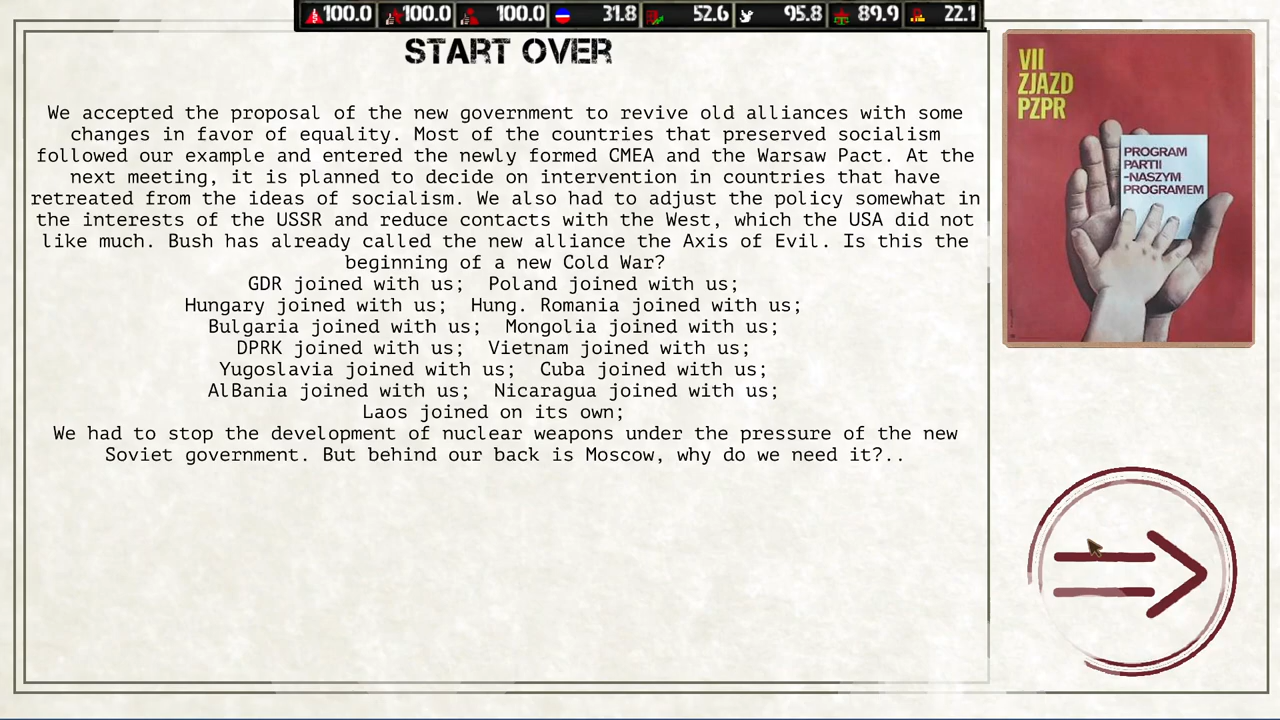 100.0 100.0 100.0 31.8 52.6 95.8 89.9 22.1
START OVER
We accepted the proposal of the new government to revive old alliances with some
changes in favor of equality. Most of the countries that preserved socialism
followed our example and entered the newly formed CMEA and the Warsaw Pact. At the
next meeting, it is planned to decide on intervention in countries that have
retreated from the ideas of socialism. We also had to adjust the policy somewhat in
the interests of the USSR and reduce contacts with the West, which the USA did not
like much. Bush has already called the new alliance the Axis of Evil. Is this the
beginning of a new Cold War?
GDR joined with us; Poland joined with us;
Hungary joined with us; Hung. Romania joined with us;
Bulgaria joined with us; Mongolia joined with us;
DPRK joined with us; Vietnam joined with us;
Yugoslavia joined with us; Cuba joined with us;
AlBania joined with us; Nicaragua joined with us;
Laos joined on its own;
We had to stop the development of nuclear weapons under the pressure of the new
Soviet government. But behind our back is Moscow, why do we need it?..
VII
ZJAZD
PZPR
PROGRAM
PARTII
-NASZYM
PROGRAMEM